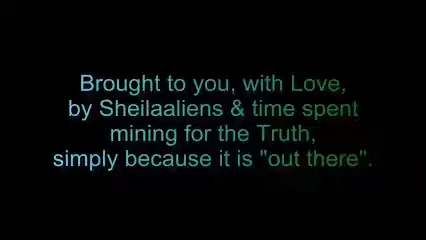 Brought to you, with Love,
by Sheilaaliens & time spent
mining for the Truth,
simply because it is "out there".